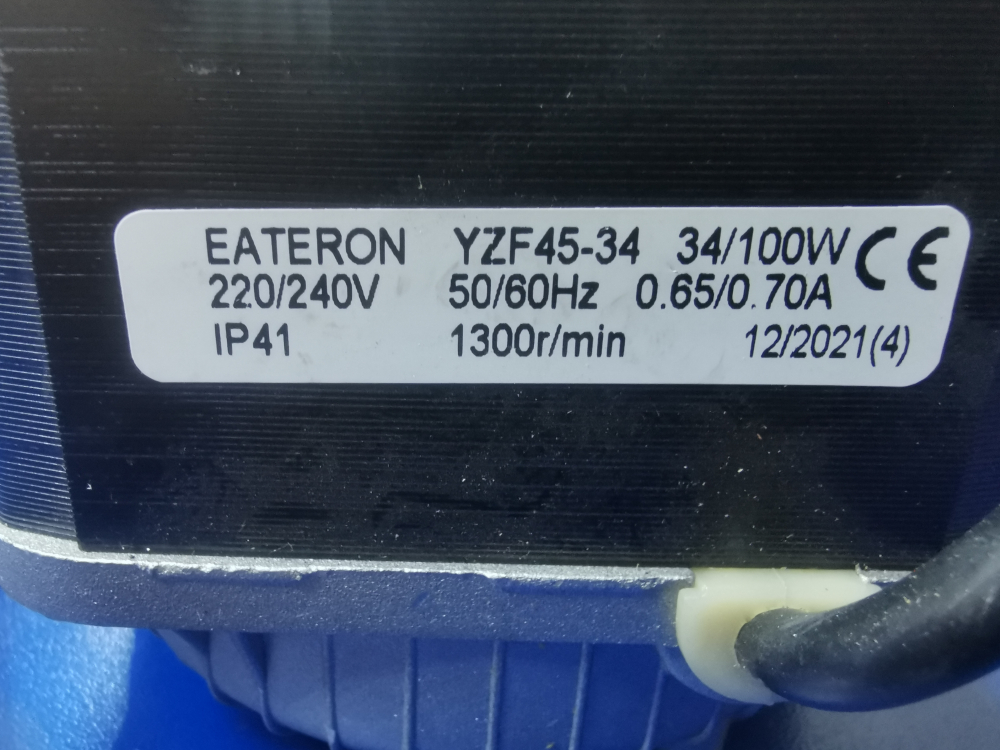 EATERON YZF45-34 34/100W CE
220/240V 50/60Hz 0.65/0.70A
IP41 1300r/min 12/2021(4)